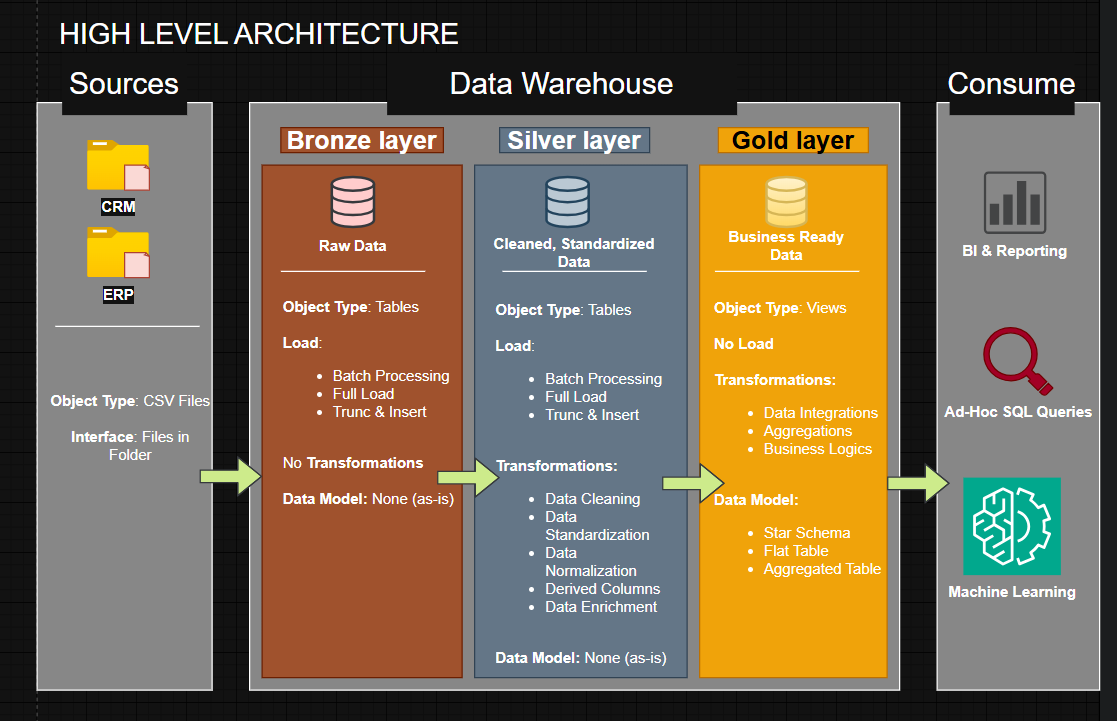 HIGH LEVEL ARCHITECTURE
Sources
CRM
ERP
Object Type: CSV Files
Interface: Files in
Folder
Data Warehouse
Bronze layer
Raw Data
Object Type: Tables
Load:
Batch Processing
Full Load
Trunc & Insert
No Transformations
Data Model: None (as-is)
Silver layer
Cleaned, Standardized
Data
Object Type: Tables
Load:
Batch Processing
Full Load
Trunc & Insert
Transformations:
Data Cleaning
Data
Standardization
Data
Normalization
Derived Columns
Data Enrichment
Data Model: None (as-is)
Gold layer
Business Ready
Data
Object Type: Views
No Load
Transformations:
Data Integrations
Aggregations
Business Logics
Data Model:
Star Schema
Flat Table
Aggregated Table
Consume
BI & Reporting
Ad-Hoc SQL Queries
Machine Learning